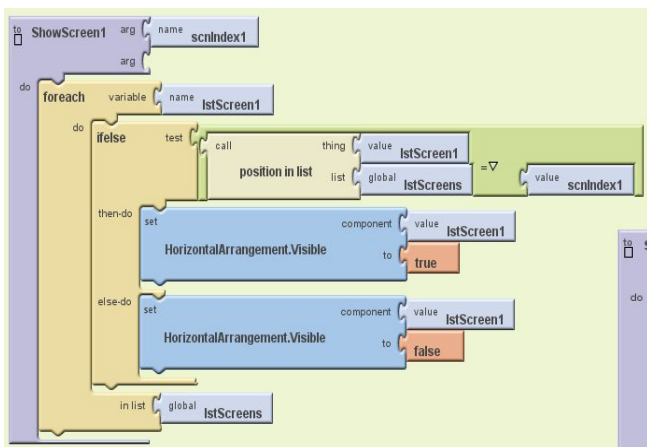 to ShowScreen1 arg name scnIndex1
arg
do foreach variable name lstScreen1
do ifelse test call position in list thing value lstScreen1
list global lstScreens = value scnIndex1
then-do set HorizontalArrangement.Visible component value lstScreen1
to true
else-do set HorizontalArrangement.Visible component value lstScreen1
to false
in list global lstScreens
to
do